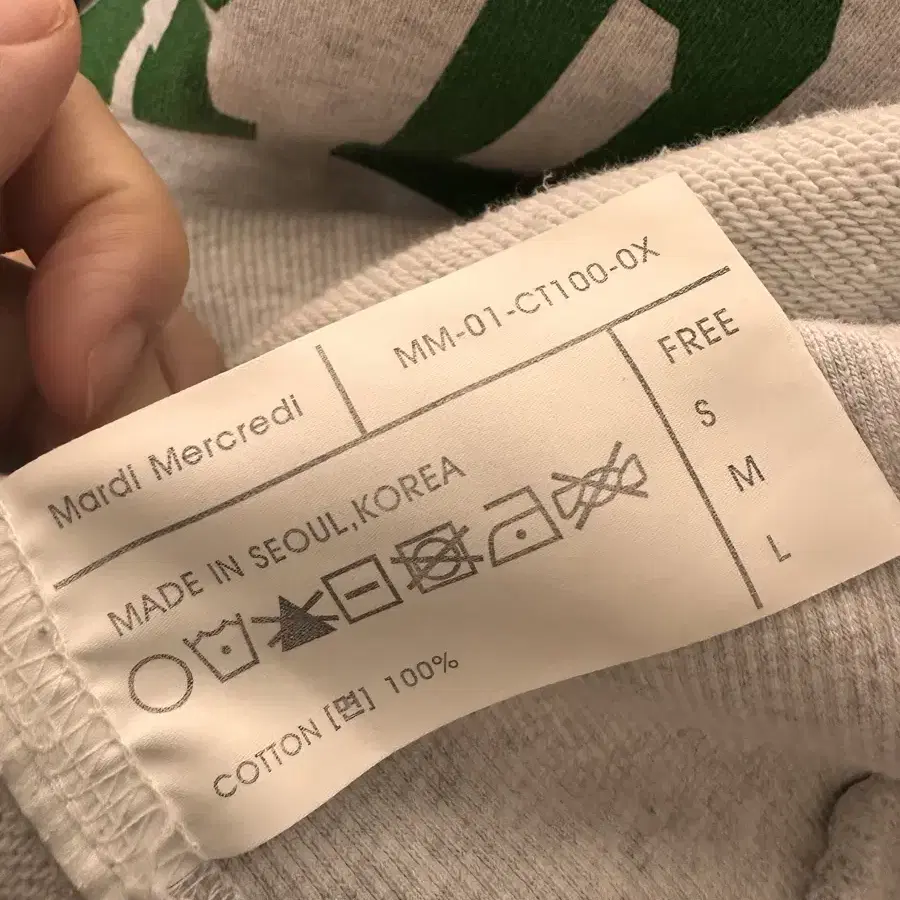 Mardi Mercredi
MM-01-CT100-0X
MADE IN SEOUL,KOREA
COTTON [면] 100%
FREE
S
M
L